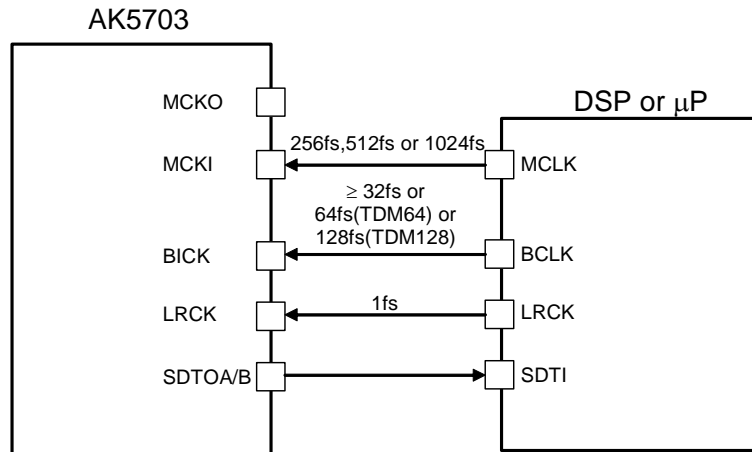 AK5703
DSP or μP
MCKO
256fs,512fs or 1024fs
MCKI
MCLK
≥ 32fs or
64fs(TDM64) or
128fs(TDM128)
BICK
BCLK
1fs
LRCK
LRCK
SDTOA/B
SDTI